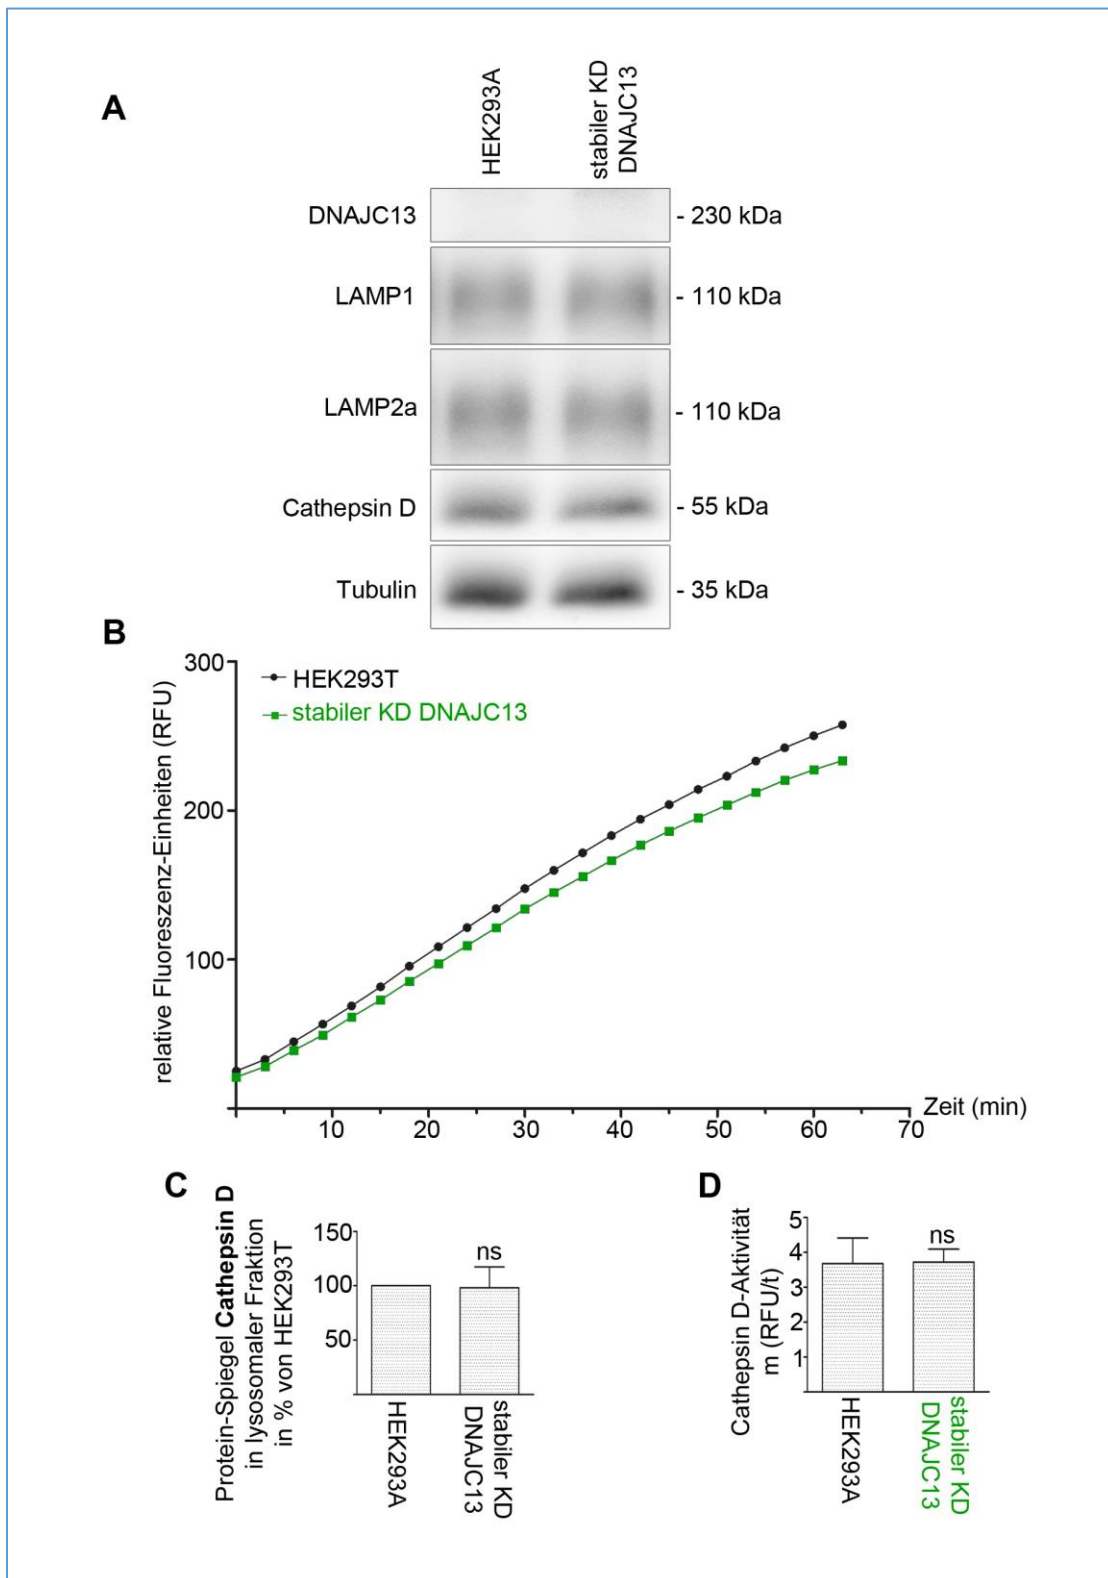 A
HEK293A
stabiler KD
DNAJC13
DNAJC13
- 230 kDa
LAMP1
- 110 kDa
LAMP2a
- 110 kDa
Cathepsin D
- 55 kDa
Tubulin
- 35 kDa
B
relative Fluoreszenz-Einheiten (RFU)
300
200
100
HEK293T
stabiler KD DNAJC13
10
20
30
40
50
60
70
Zeit (min)
C
Protein-Spiegel Cathepsin D
in lysosomaler Fraktion
in % von HEK293T
150
100
50
ns
HEK293A
stabiler KD
DNAJC13
D
Cathepsin D-Aktivität
m (RFU/t)
5
4
3
2
1
ns
HEK293A
stabiler KD
DNAJC13